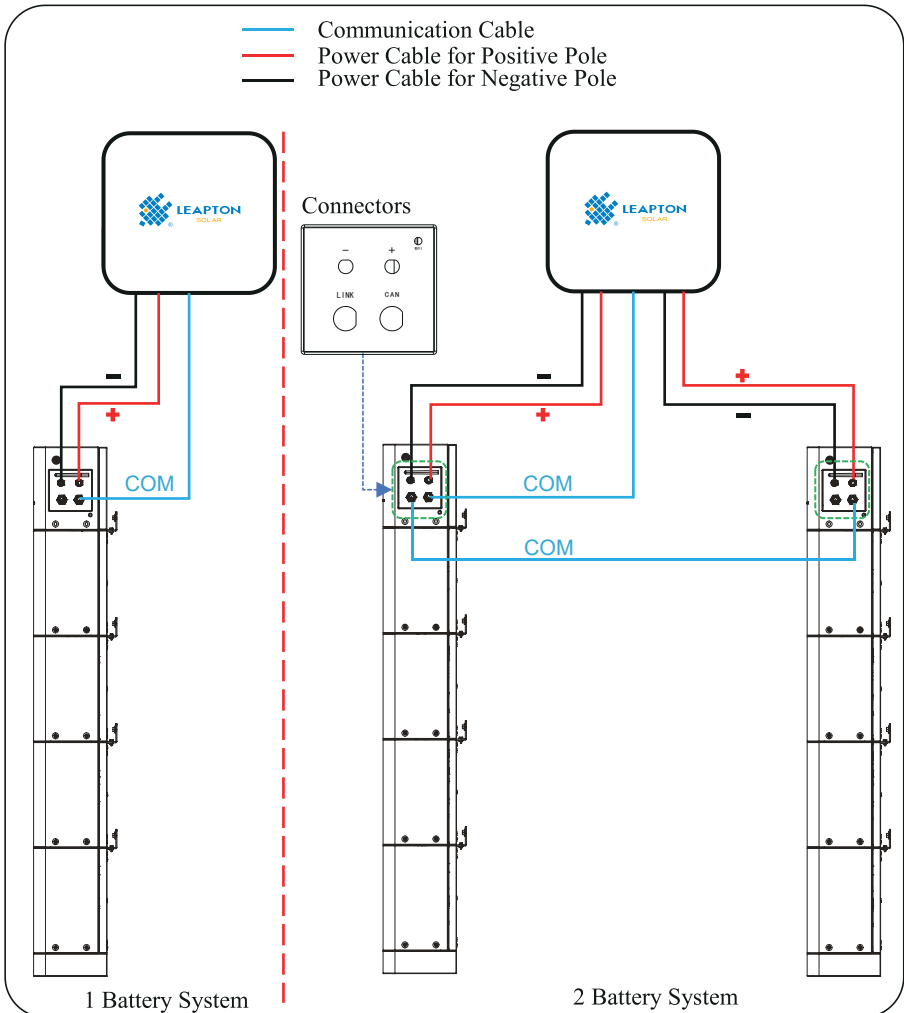 Communication Cable
Power Cable for Positive Pole
Power Cable for Negative Pole
LEAPTON
SOLAR
®
Connectors
LEAPTON
SOLAR
®
- +
LINK CAN
-
+
COM
-
+
+
-
COM
COM
1 Battery System
2 Battery System